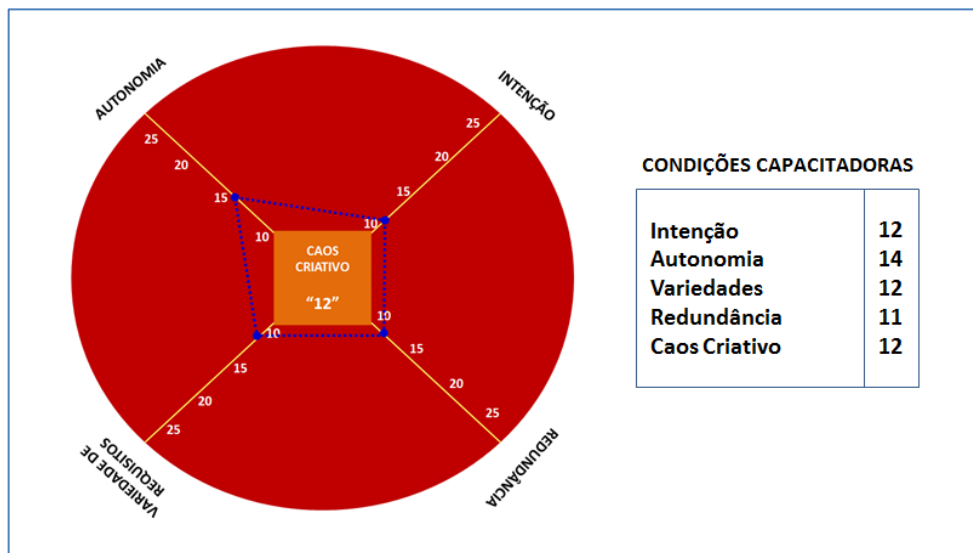 AUTONOMIA
INTENÇÃO
25
20
15
10
25
20
15
10
CAOS
CRIATIVO
“12”
10
15
20
25
10
15
20
25
VARIEDADE DE
REQUISITOS
REDUNDÂNCIA
CONDIÇÕES CAPACITADORAS
Intenção 12
Autonomia 14
Variedades 12
Redundância 11
Caos Criativo 12